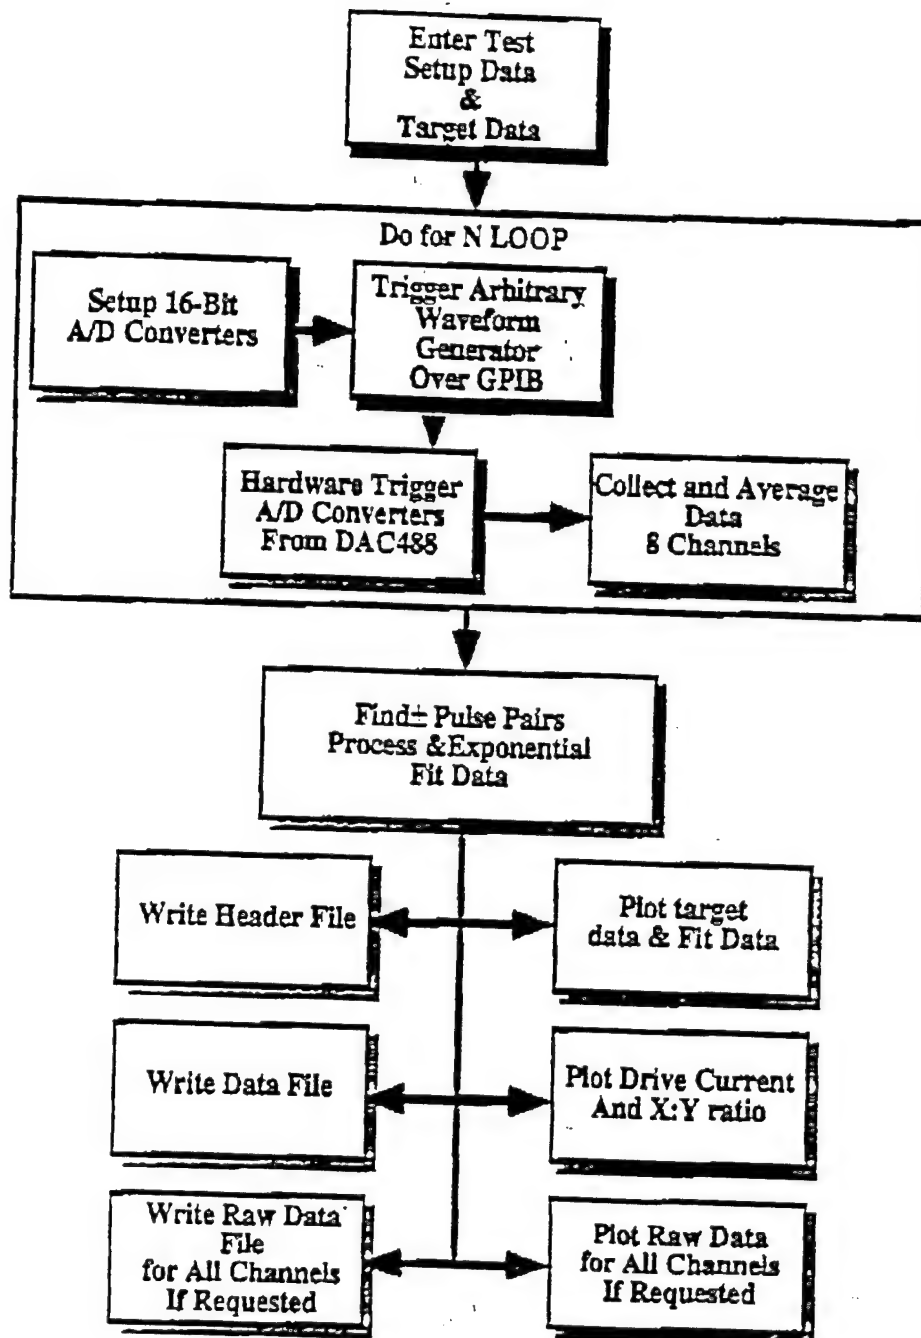 Enter Test
Setup Data
&
Target Data
Do for N LOOP
Setup 16-Bit
A/D Converters
Trigger Arbitrary
Waveform
Generator
Over GPIB
Hardware Trigger
A/D Converters
From DAC488
Collect and Average
Data
8 Channels
Find± Pulse Pairs
Process &Exponential
Fit Data
Write Header File
Plot target
data & Fit Data
Write Data File
Plot Drive Current
And X:Y ratio
Write Raw Data
File
for All Channels
If Requested
Plot Raw Data
for All Channels
If Requested